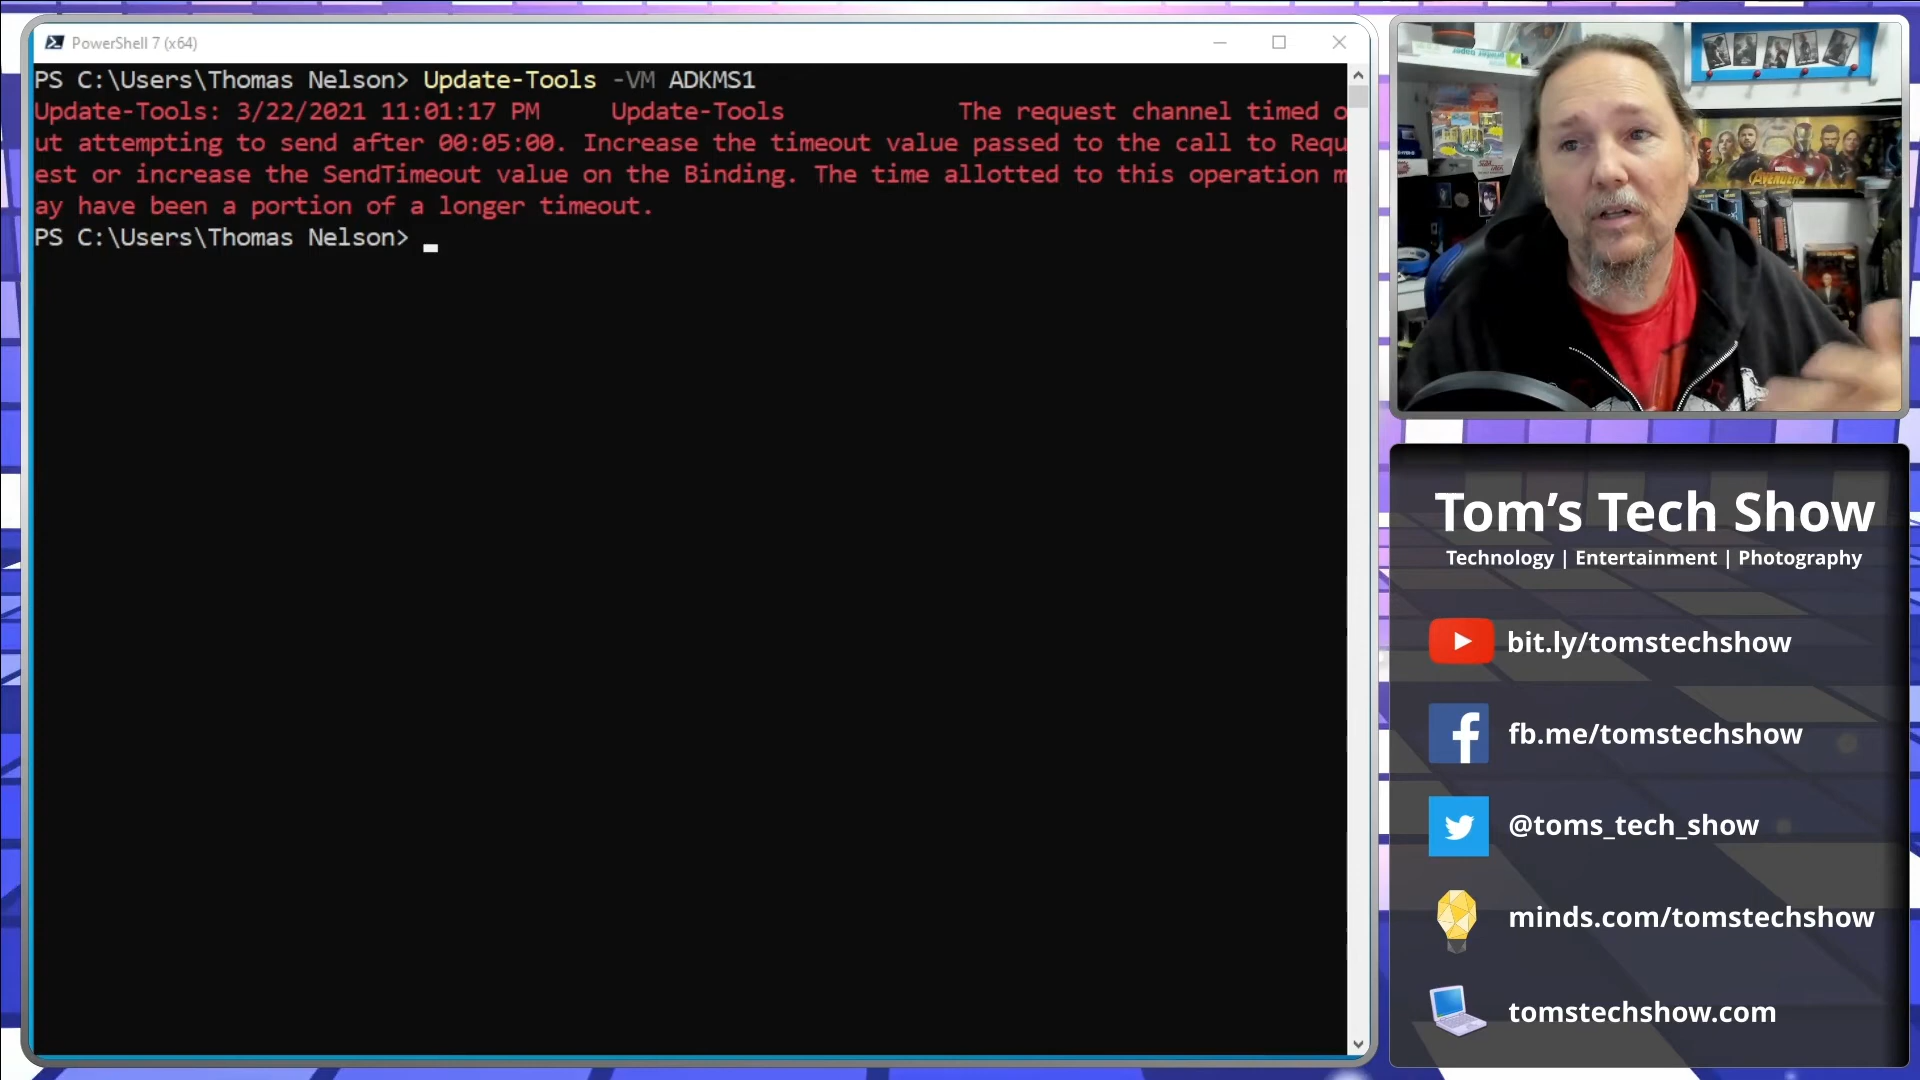 PowerShell 7 (x64)
PS C:\Users\Thomas Nelson> Update-Tools -VM ADKMS1
Update-Tools: 3/22/2021 11:01:17 PM Update-Tools The request channel timed o
ut attempting to send after 00:05:00. Increase the timeout value passed to the call to Requ
est or increase the SendTimeout value on the Binding. The time allotted to this operation m
ay have been a portion of a longer timeout.
PS C:\Users\Thomas Nelson>
AVENGERS
Tom’s Tech Show
Technology | Entertainment | Photography
bit.ly/tomstechshow
fb.me/tomstechshow
@toms_tech_show
minds.com/tomstechshow
tomstechshow.com